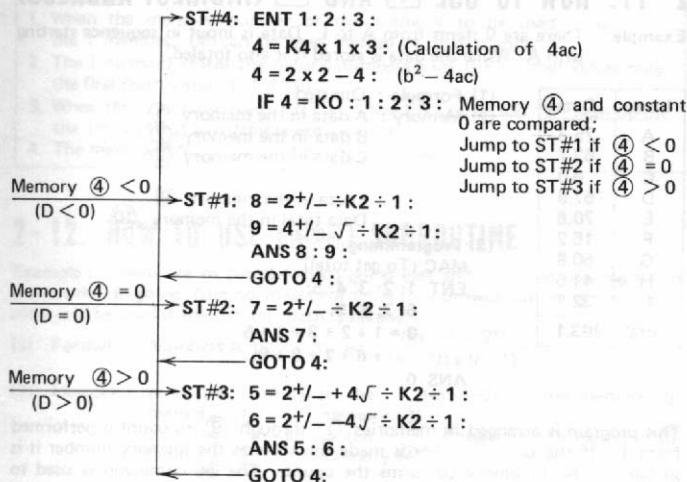 ST#4: ENT 1 : 2 : 3 :
4 = K4 x 1 x 3 : (Calculation of 4ac)
4 = 2 x 2 – 4 : (b² – 4ac)
IF 4 = KO : 1 : 2 : 3 : Memory ④ and constant
0 are compared;
Jump to ST#1 if ④ < 0
Jump to ST#2 if ④ = 0
Jump to ST#3 if ④ > 0
Memory ④ < 0
(D < 0)
ST#1: 8 = 2⁺/₋ ÷ K2 ÷ 1 :
9 = 4⁺/₋ √ ÷ K2 ÷ 1 :
ANS 8 : 9 :
GOTO 4:
Memory ④ = 0
(D = 0)
ST#2: 7 = 2⁺/₋ ÷ K2 ÷ 1 :
ANS 7 :
GOTO 4:
Memory ④ > 0
(D > 0)
ST#3: 5 = 2⁺/₋ + 4√ ÷ K2 ÷ 1 :
6 = 2⁺/₋ – 4√ ÷ K2 ÷ 1 :
ANS 5 : 6 :
GOTO 4: